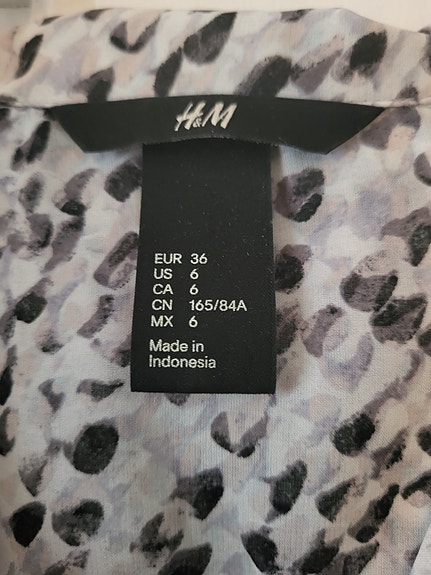 H&M
EUR 36
US 6
CA 6
CN 165/84A
MX 6
Made in
Indonesia